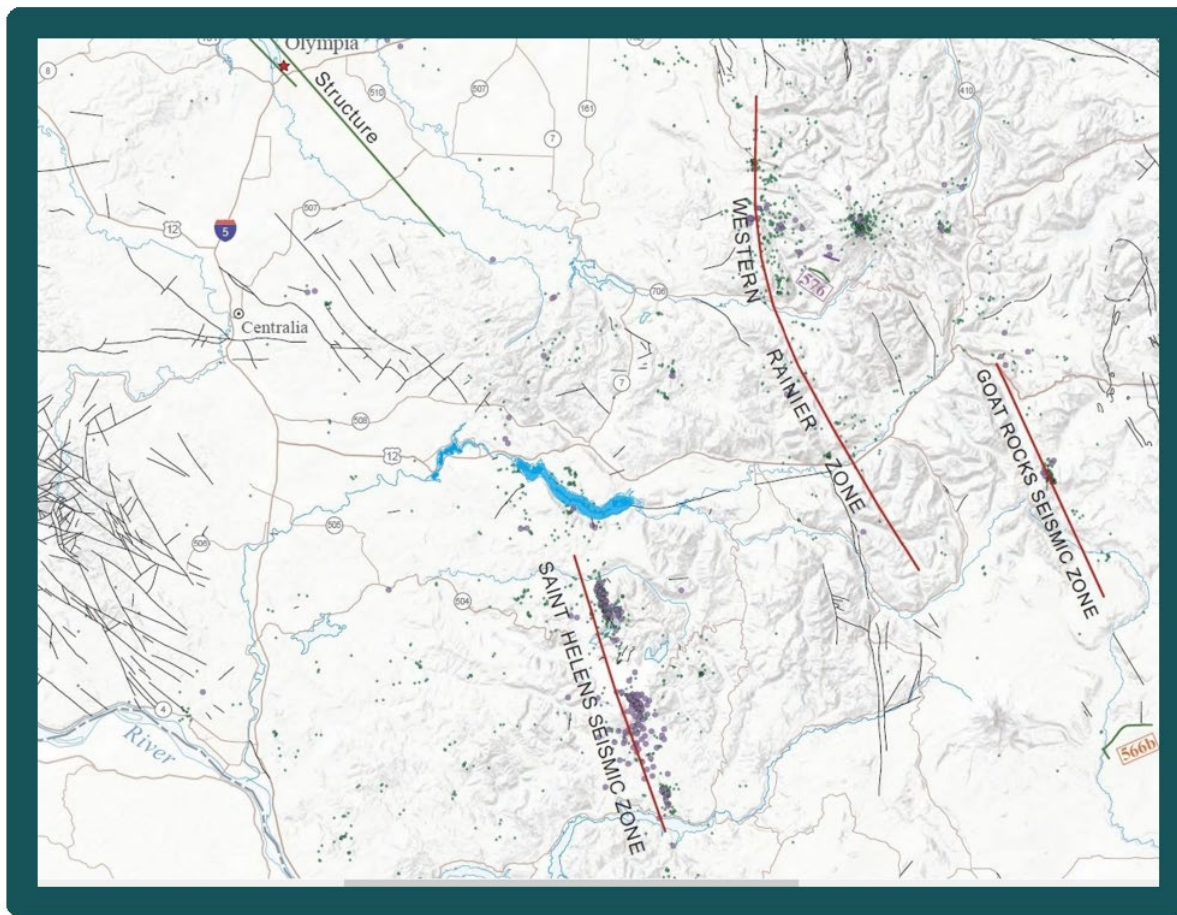 Olympia
8
510
507
161
410
Structure
7
507
12
5
WESTERN
576
706
Centralia
RAINIER
7
GOAT ROCKS SEISMIC ZONE
508
12
ZONE
505
506
SAINT HELENS SEISMIC ZONE
504
4
River
566b